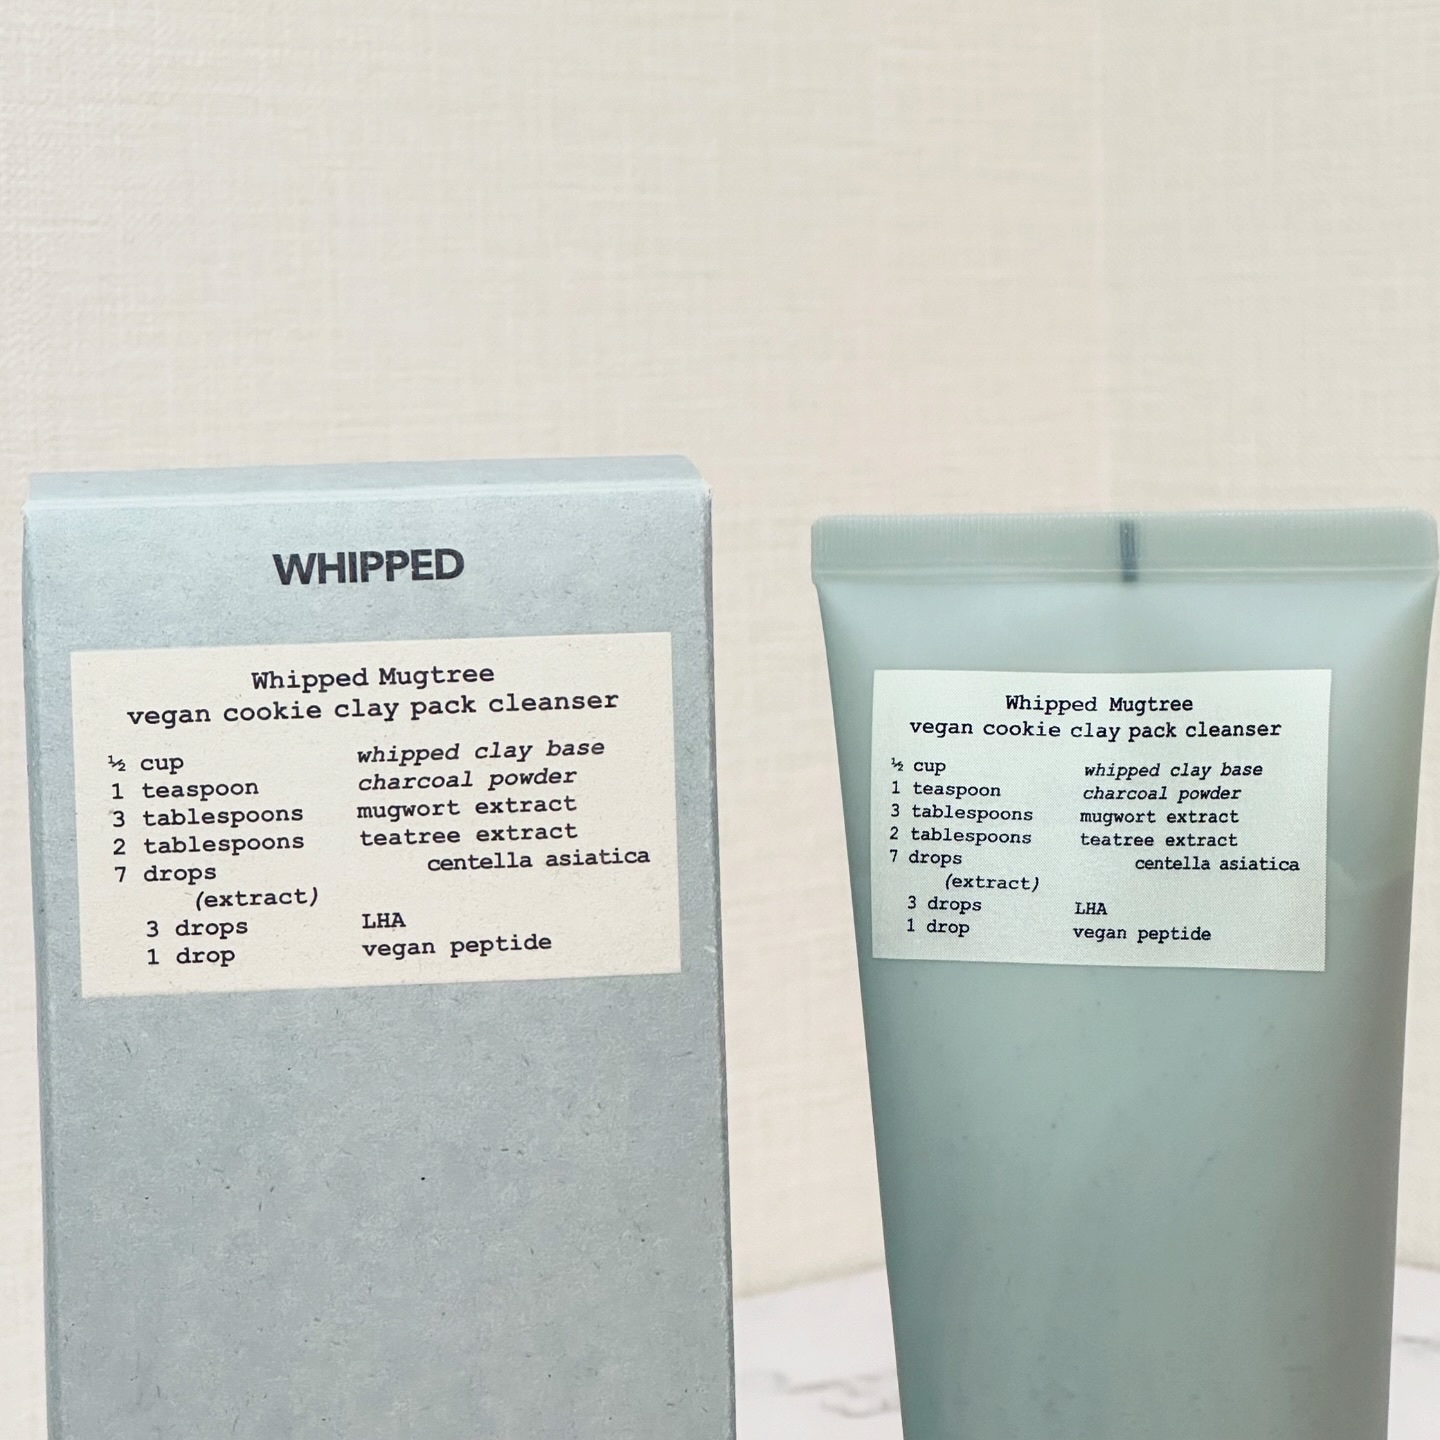 WHIPPED
Whipped Mugtree
vegan cookie clay pack cleanser
½ cup whipped clay base
1 teaspoon charcoal powder
3 tablespoons mugwort extract
2 tablespoons teatree extract
7 drops centella asiatica
(extract)
3 drops LHA
1 drop vegan peptide
Whipped Mugtree
vegan cookie clay pack cleanser
½ cup whipped clay base
1 teaspoon charcoal powder
3 tablespoons mugwort extract
2 tablespoons teatree extract
7 drops centella asiatica
(extract)
3 drops LHA
1 drop vegan peptide